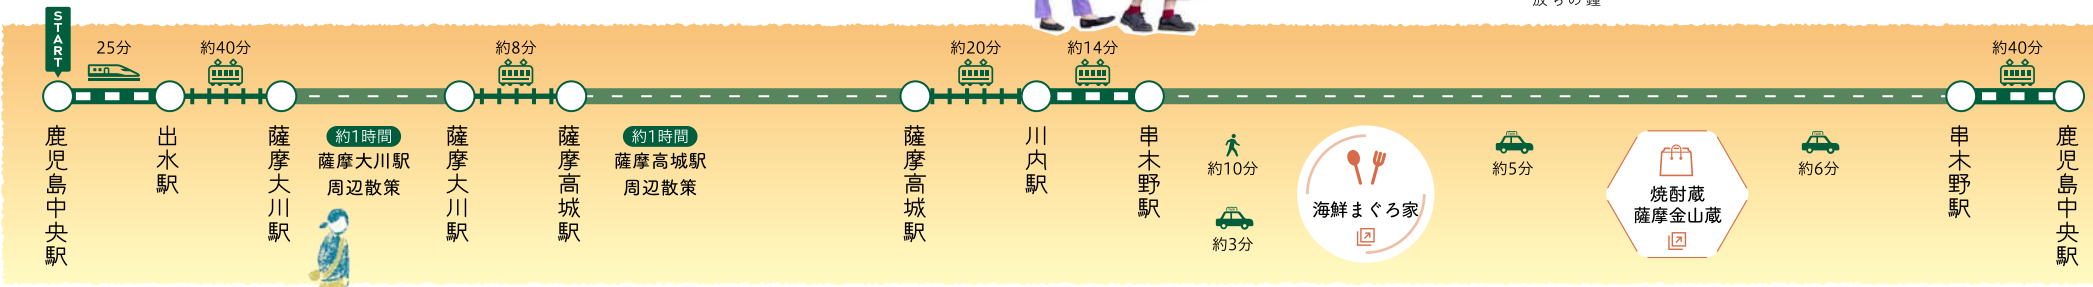 放ちの鐘
START
25分
約40分
約8分
約20分
約14分
約40分
鹿児島中央駅
出水駅
薩摩大川駅
約1時間
薩摩大川駅
周辺散策
薩摩大川駅
薩摩高城駅
約1時間
薩摩高城駅
周辺散策
薩摩高城駅
川内駅
串木野駅
約10分
約3分
海鮮まぐろ家
約5分
焼酎蔵
薩摩金山蔵
約6分
串木野駅
鹿児島中央駅